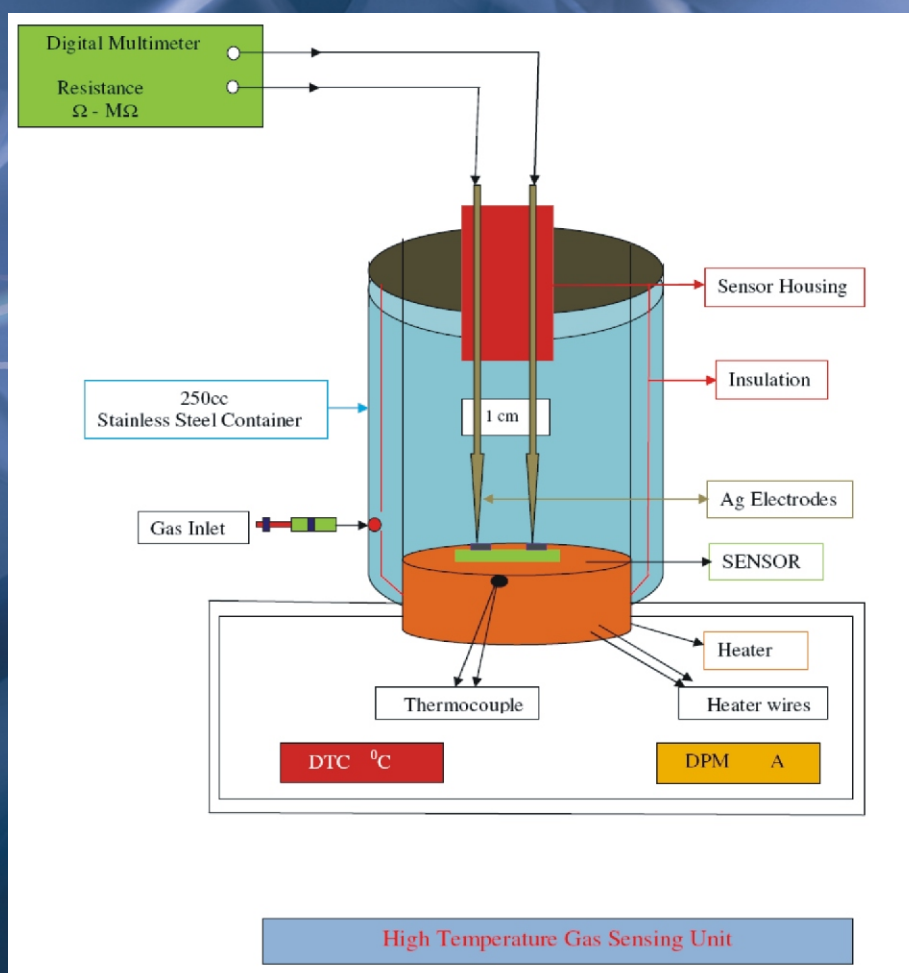 Digital Multimeter
Resistance
Ω - MΩ
Sensor Housing
Insulation
250cc
Stainless Steel Container
1 cm
Ag Electrodes
Gas Inlet
SENSOR
Heater
Thermocouple
Heater wires
DTC ⁰C
DPM A
High Temperature Gas Sensing Unit